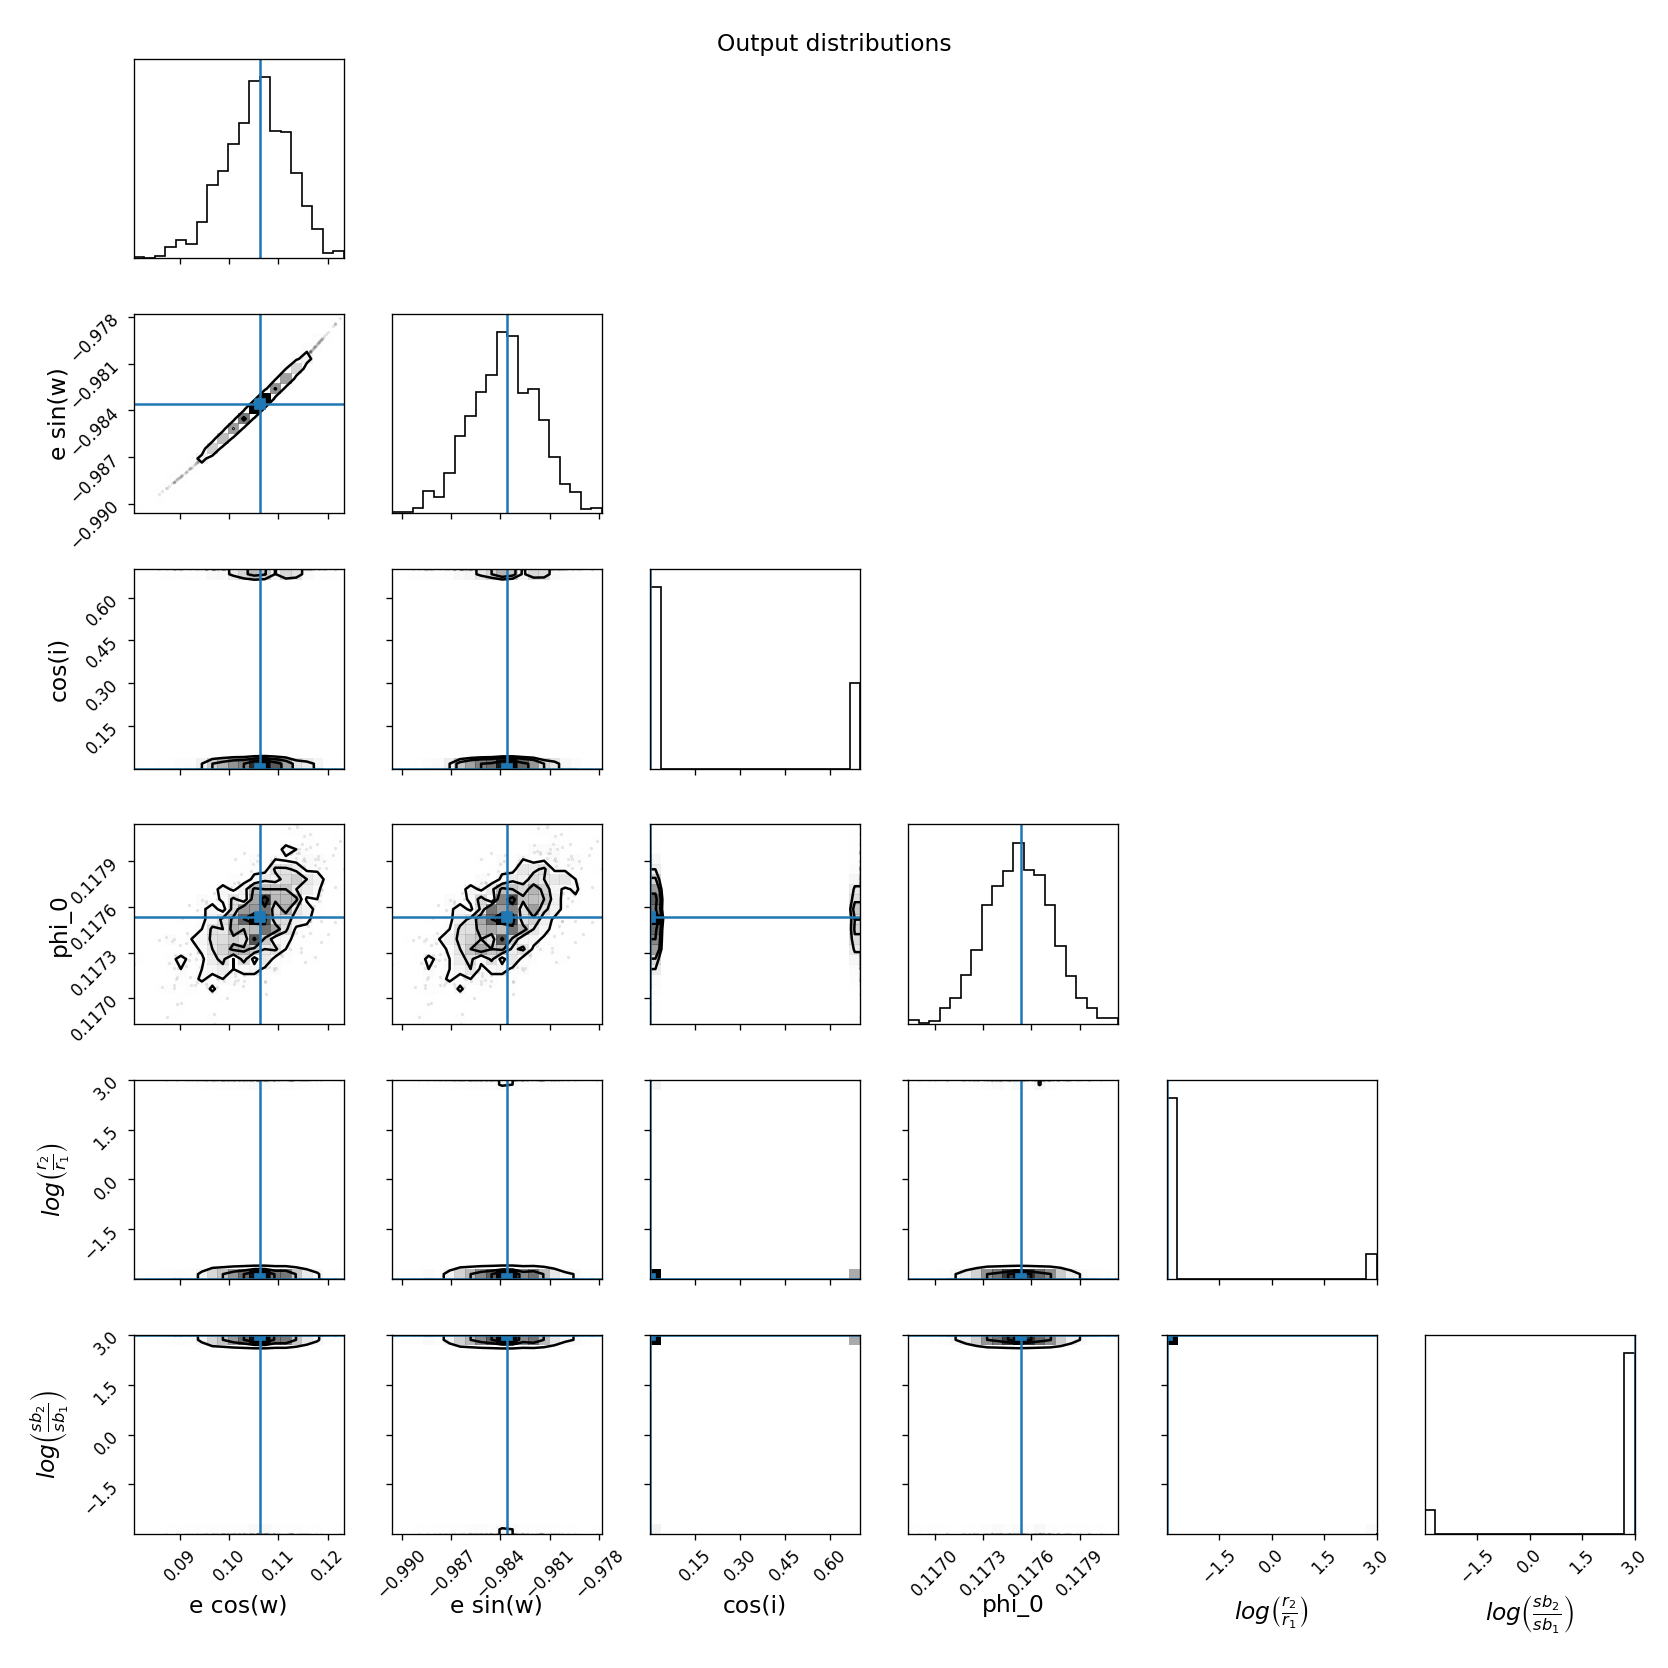 Output distributions
e sin(w)
−0.978
−0.981
−0.984
−0.987
−0.990
cos(i)
0.60
0.45
0.30
0.15
phi_0
0.1179
0.1176
0.1173
0.1170
log(r₂/r₁)
3.0
1.5
0.0
−1.5
log(sb₂/sb₁)
3.0
1.5
0.0
−1.5
0.09 0.10 0.11 0.12 −0.990 −0.987 −0.984 −0.981 −0.978 0.15 0.30 0.45 0.60 0.1170 0.1173 0.1176 0.1179 −1.5 0.0 1.5 3.0 −1.5 0.0 1.5 3.0
e cos(w) e sin(w) cos(i) phi_0 log(r₂/r₁) log(sb₂/sb₁)